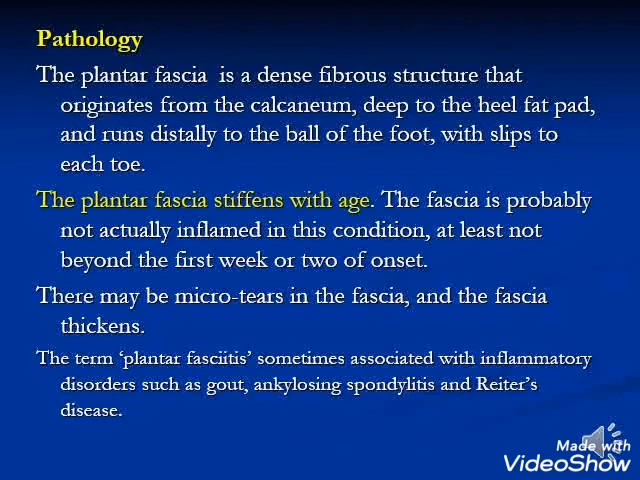 Pathology
The plantar fascia is a dense fibrous structure that
originates from the calcaneum, deep to the heel fat pad,
and runs distally to the ball of the foot, with slips to
each toe.
The plantar fascia stiffens with age. The fascia is probably
not actually inflamed in this condition, at least not
beyond the first week or two of onset.
There may be micro-tears in the fascia, and the fascia
thickens.
The term ‘plantar fasciitis’ sometimes associated with inflammatory
disorders such as gout, ankylosing spondylitis and Reiter’s
disease.
Made with
VideoShow